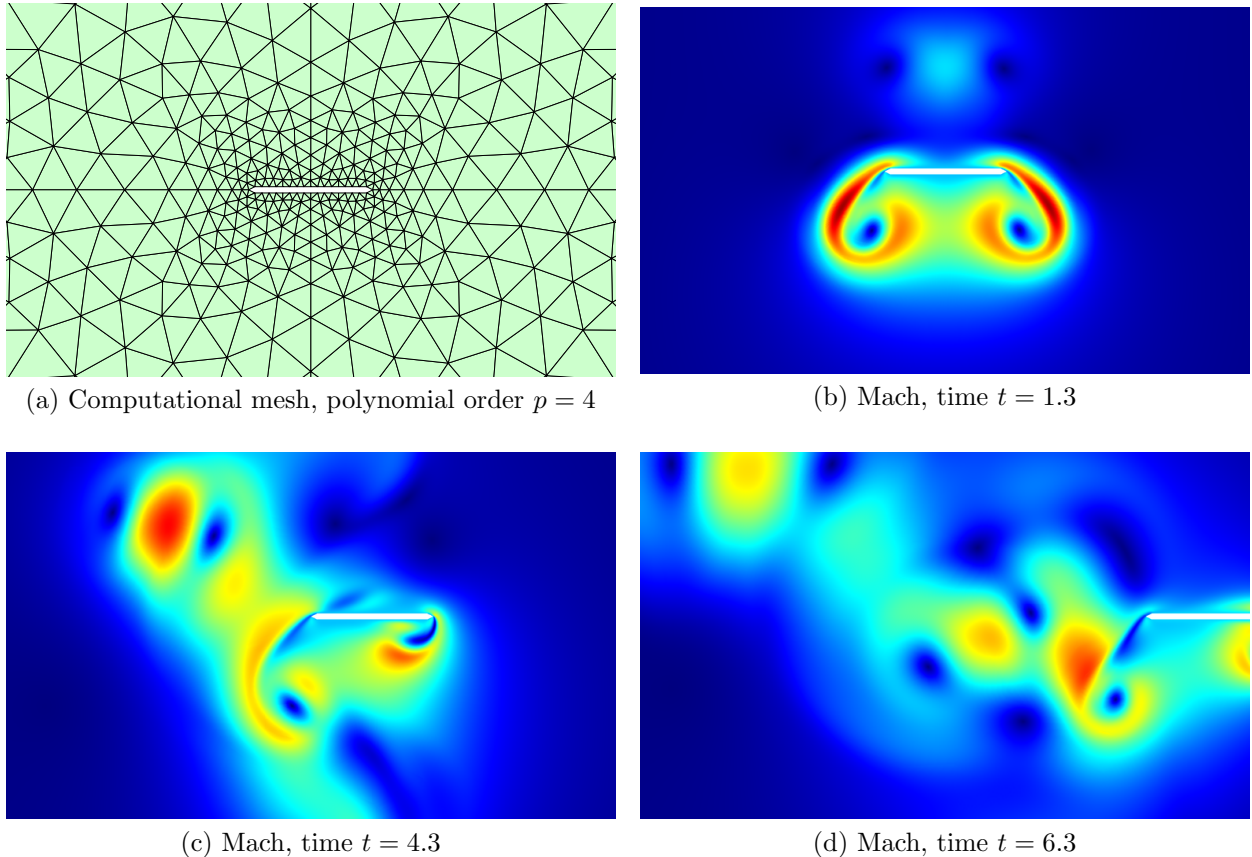 (a) Computational mesh, polynomial order p = 4
(b) Mach, time t = 1.3
(c) Mach, time t = 4.3
(d) Mach, time t = 6.3